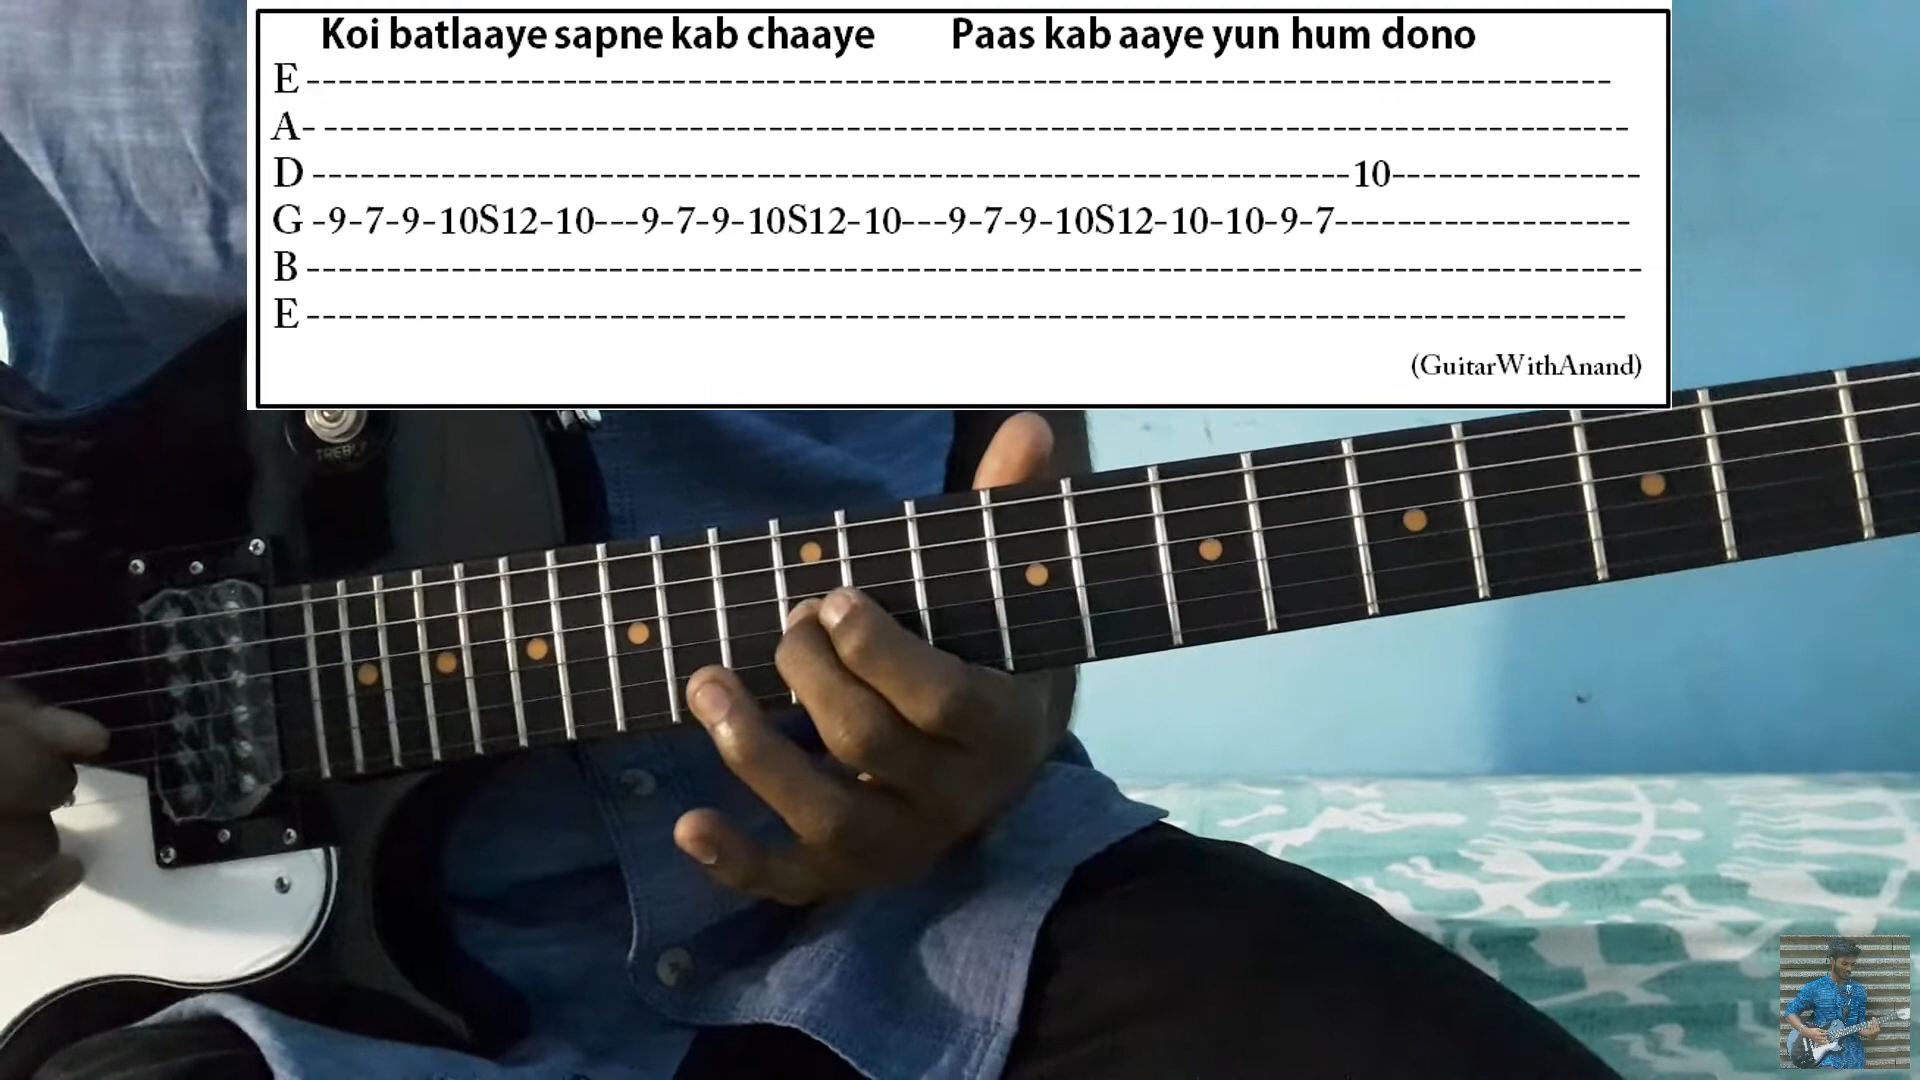 Koi batlaaye sapne kab chaaye Paas kab aaye yun hum dono
E ---------------------------------------------------------------------------------
A- ---------------------------------------------------------------------------------
D -----------------------------------------------------------------10----------------
G -9-7-9-10S12-10---9-7-9-10S12-10---9-7-9-10S12-10-10-9-7-------------------
B -----------------------------------------------------------------------------------
E ----------------------------------------------------------------------------------
(GuitarWithAnand)
TREBLE